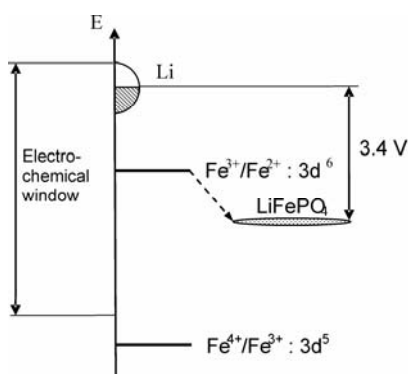 E
Li
Electro-
chemical
window
3.4 V
Fe³⁺/Fe²⁺ : 3d⁶
LiFePO₄
Fe⁴⁺/Fe³⁺ : 3d⁵